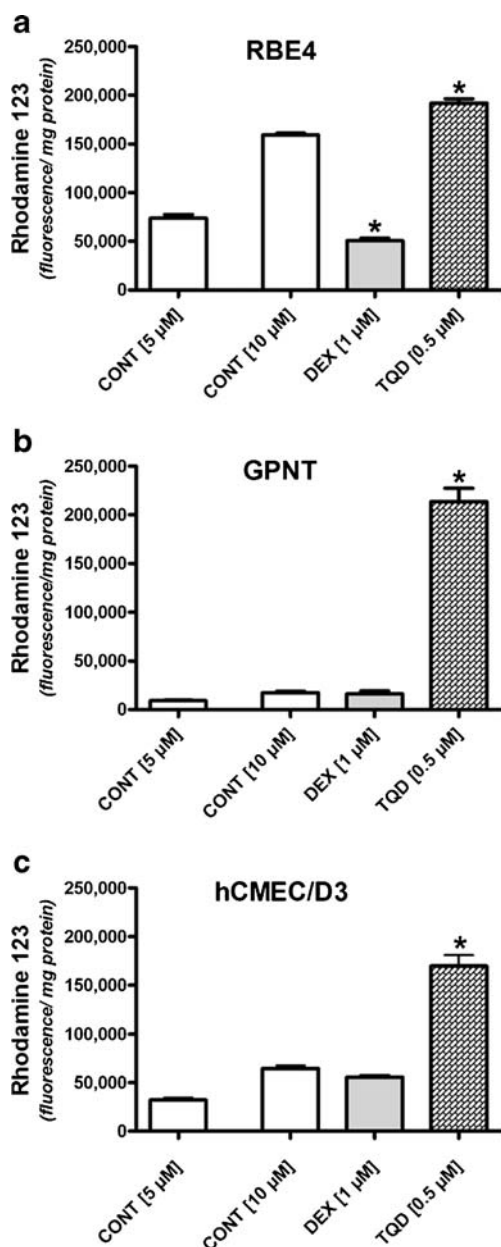 a
RBE4
Rhodamine 123
(fluorescence/ mg protein)
250,000
200,000
150,000
100,000
50,000
0
*
*
CONT [5 µM]
CONT [10 µM]
DEX [1 µM]
TQD [0.5 µM]
b
GPNT
Rhodamine 123
(fluorescence/mg protein)
250,000
200,000
150,000
100,000
50,000
0
*
CONT [5 µM]
CONT [10 µM]
DEX [1 µM]
TQD [0.5 µM]
c
hCMEC/D3
Rhodamine 123
(fluorescence/ mg protein)
250,000
200,000
150,000
100,000
50,000
0
*
CONT [5 µM]
CONT [10 µM]
DEX [1 µM]
TQD [0.5 µM]